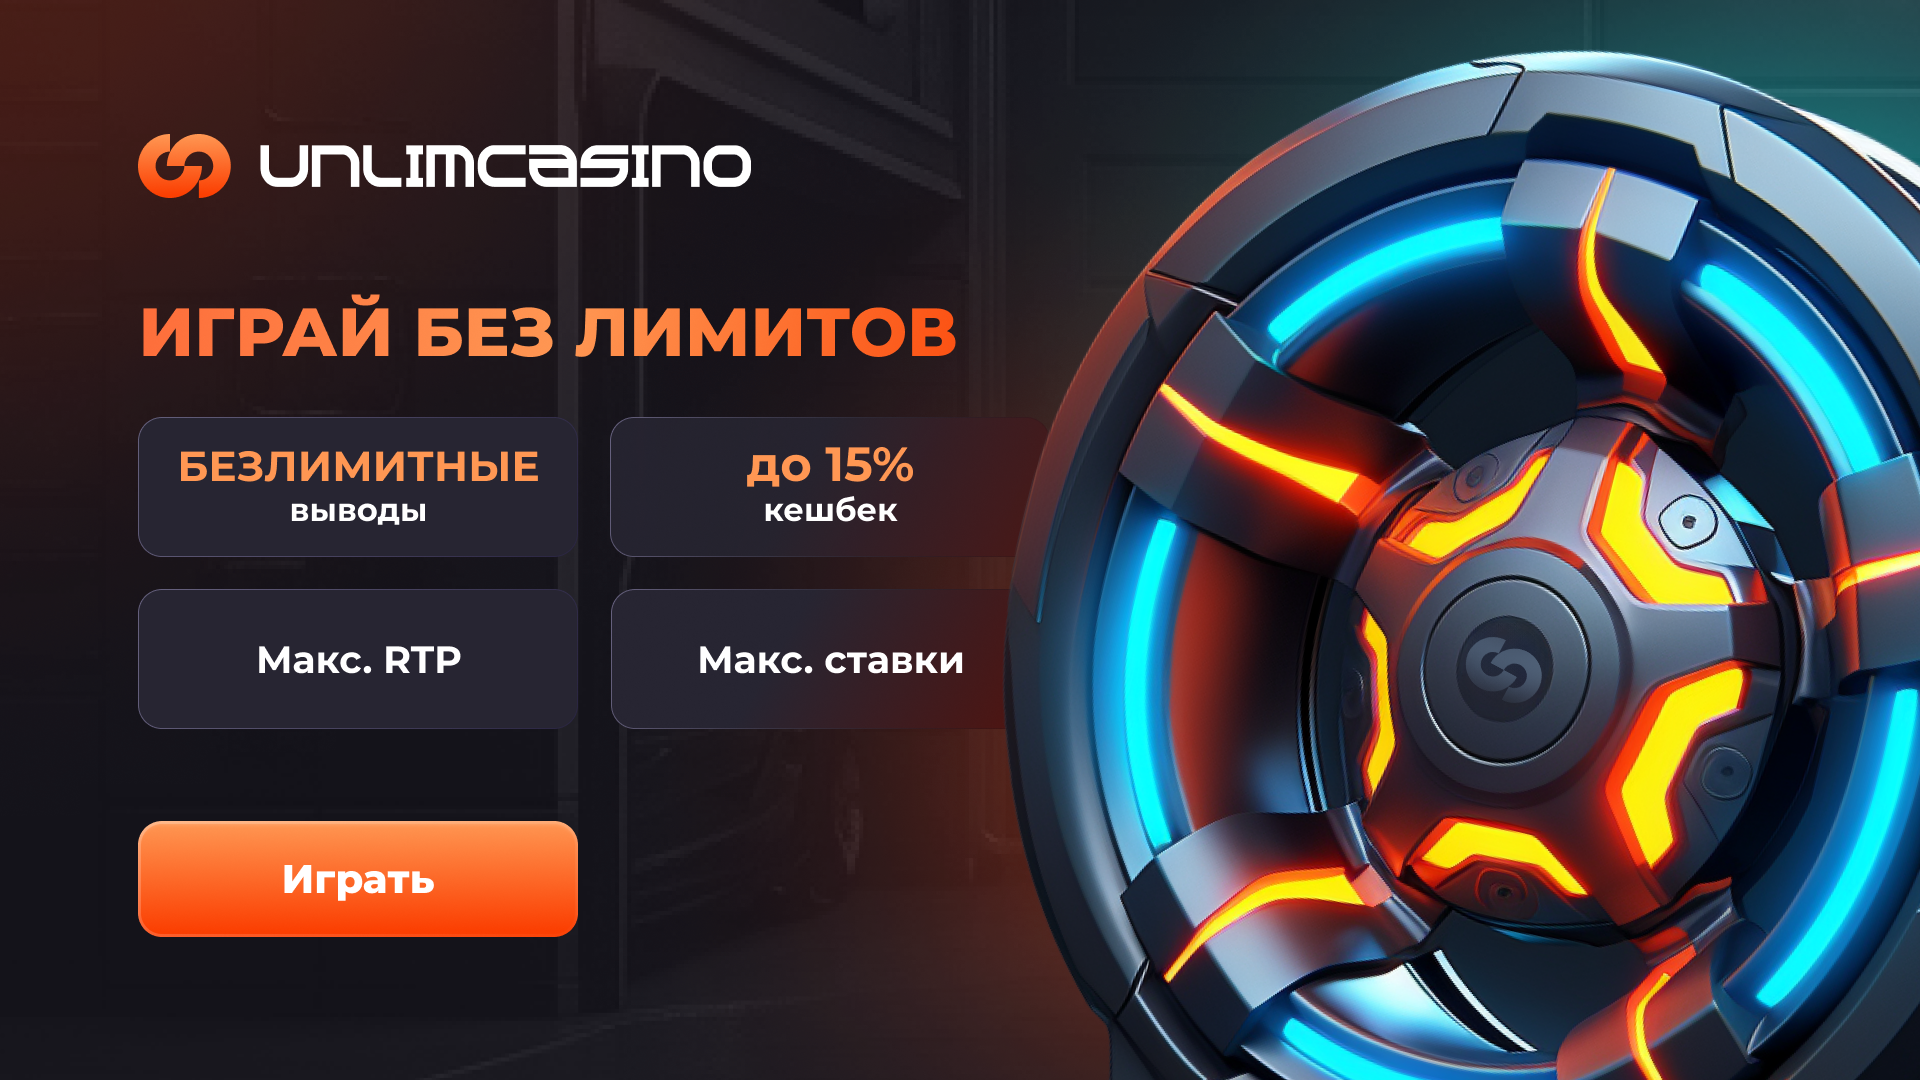 UNLIMCASINO
ИГРАЙ БЕЗ ЛИМИТОВ
БЕЗЛИМИТНЫЕ
выводы
до 15%
кешбек
Макс. RTP
Макс. ставки
Играть